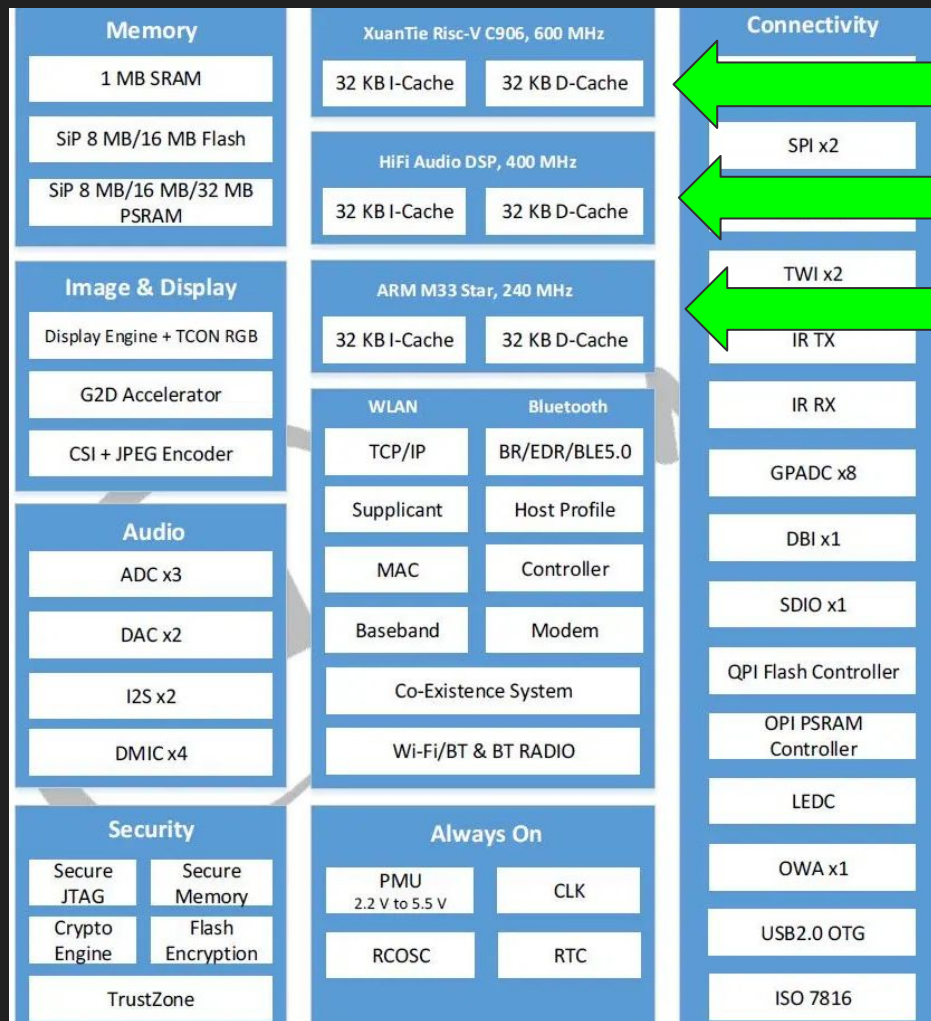 Memory
1 MB SRAM
SiP 8 MB/16 MB Flash
SiP 8 MB/16 MB/32 MB
PSRAM
Image & Display
Display Engine + TCON RGB
G2D Accelerator
CSI + JPEG Encoder
Audio
ADC x3
DAC x2
I2S x2
DMIC x4
Security
Secure
JTAG
Secure
Memory
Crypto
Engine
Flash
Encryption
TrustZone
XuanTie Risc-V C906, 600 MHz
32 KB I-Cache
32 KB D-Cache
HiFi Audio DSP, 400 MHz
32 KB I-Cache
32 KB D-Cache
ARM M33 Star, 240 MHz
32 KB I-Cache
32 KB D-Cache
WLAN
TCP/IP
Supplicant
MAC
Baseband
Bluetooth
BR/EDR/BLE5.0
Host Profile
Controller
Modem
Co-Existence System
Wi-Fi/BT & BT RADIO
Always On
PMU
2.2 V to 5.5 V
CLK
RCOSC
RTC
Connectivity
SPI x2
TWI x2
IR TX
IR RX
GPADC x8
DBI x1
SDIO x1
QPI Flash Controller
OPI PSRAM
Controller
LEDC
OWA x1
USB2.0 OTG
ISO 7816